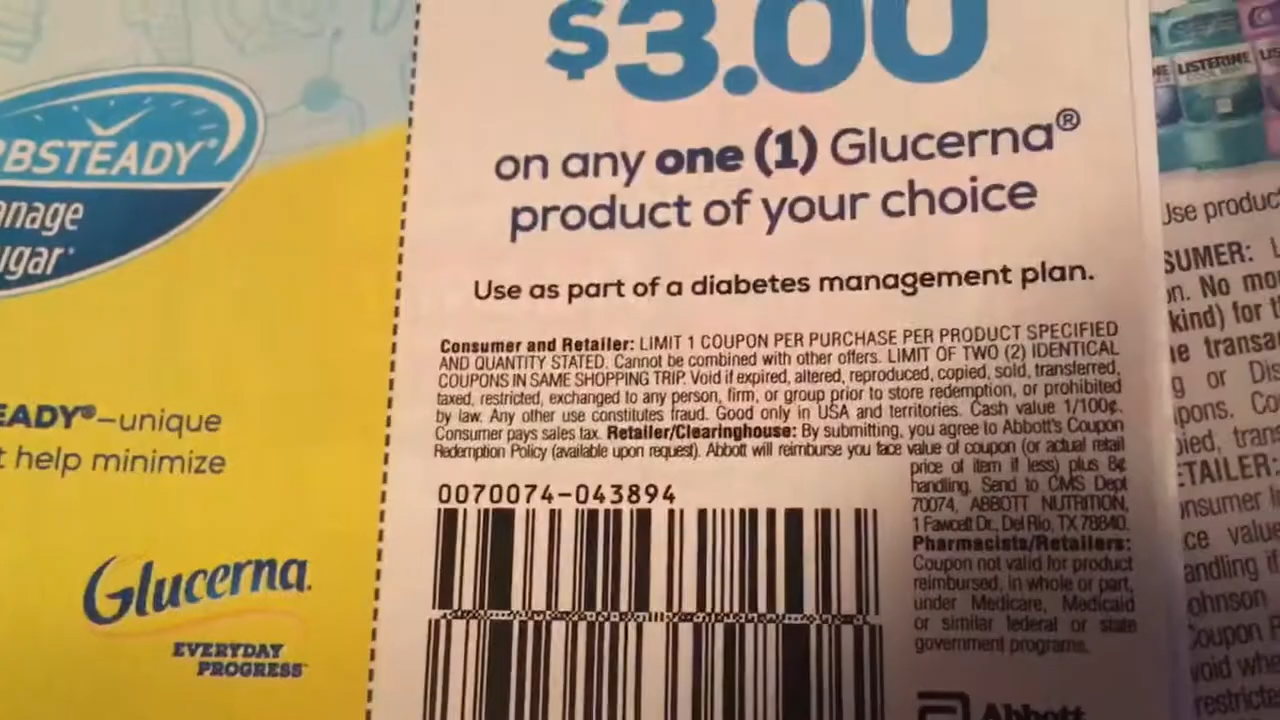 $3.00
on any one (1) Glucerna®
product of your choice
Use as part of a diabetes management plan.
Consumer and Retailer: LIMIT 1 COUPON PER PURCHASE PER PRODUCT SPECIFIED
AND QUANTITY STATED. Cannot be combined with other offers. LIMIT OF TWO (2) IDENTICAL
COUPONS IN SAME SHOPPING TRIP. Void if expired, altered, reproduced, copied, sold, transferred,
taxed, restricted, exchanged to any person, firm, or group prior to store redemption, or prohibited
by law. Any other use constitutes fraud. Good only in USA and territories. Cash value 1/100¢.
Consumer pays sales tax. Retailer/Clearinghouse: By submitting, you agree to Abbott's Coupon
Redemption Policy (available upon request). Abbott will reimburse you face value of coupon (or actual retail
price of item if less) plus 8¢
handling. Send to CMS Dept
70074, ABBOTT NUTRITION,
1 Fawcett Dr., Del Rio, TX 78840.
Pharmacists/Retailers:
Coupon not valid for product
reimbursed, in whole or part,
under Medicare, Medicaid
or similar federal or state
government programs.
0070074-043894
Abbott
RBSTEADY®
anage
ugar*
EADY®–unique
t help minimize
Glucerna.
EVERYDAY
PROGRESS™
LISTERINE
COOL MINT
Use produc
SUMER: L
on. No mo
kind) for t
e transa
g or Dis
pons. Co
pied, tran
ETAILER:
onsumer
ce value
andling if
ohnson
Coupon
void whe
restricte